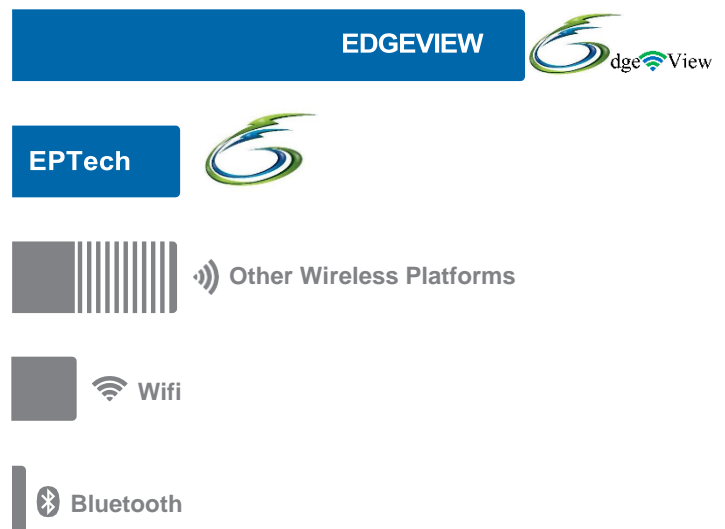 EDGEVIEW
dge View
EPTech
Other Wireless Platforms
Wifi
Bluetooth